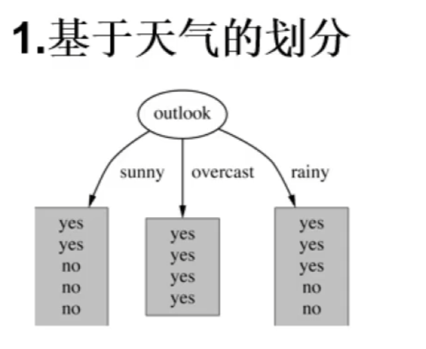 1.基于天气的划分
outlook
sunny
overcast
rainy
yes
yes
no
no
no
yes
yes
yes
yes
yes
yes
yes
no
no